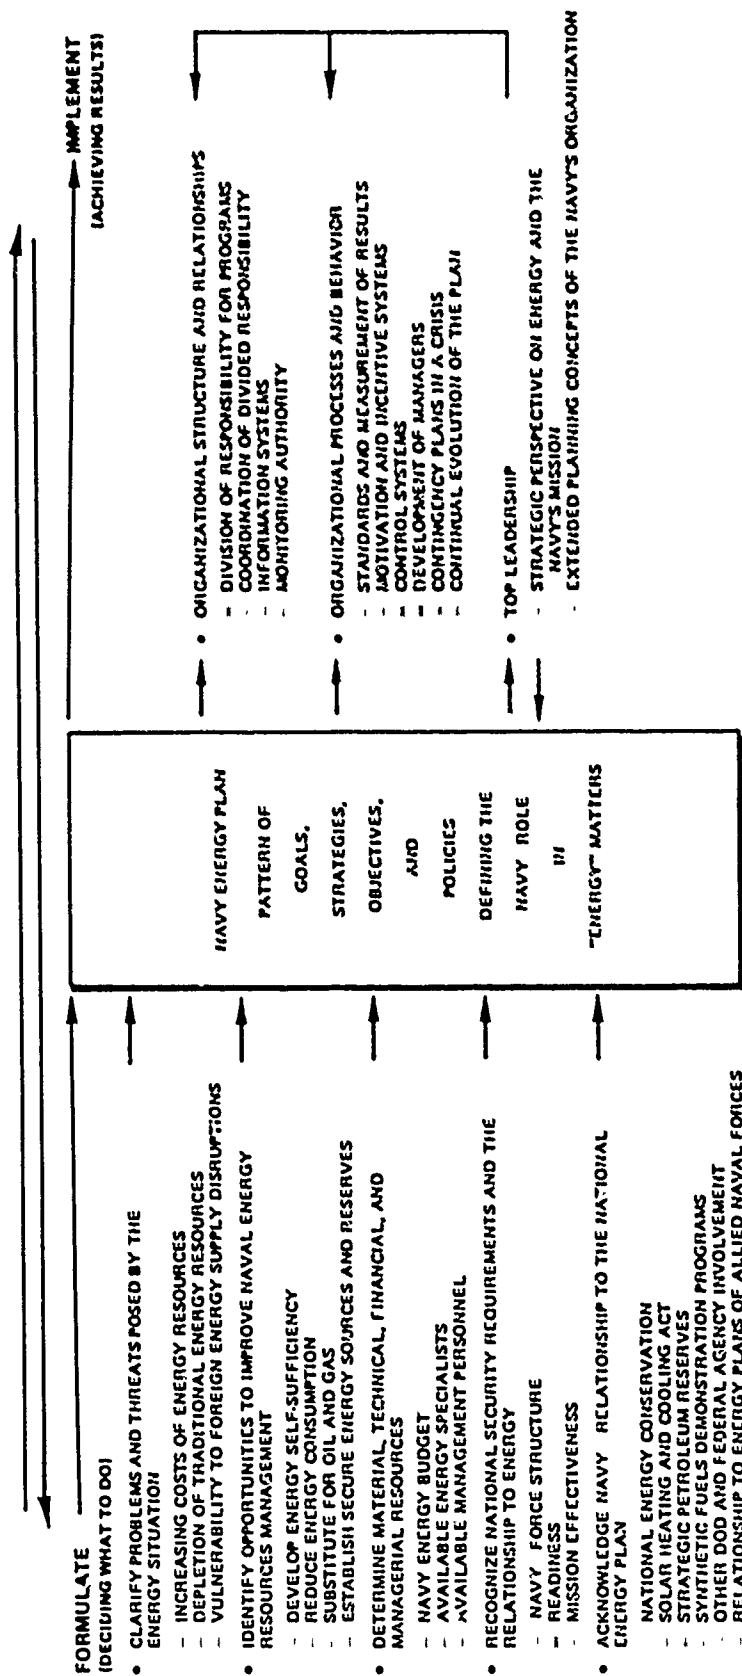 FORMULATE
(DECIDING WHAT TO DO)
• CLARIFY PROBLEMS AND THREATS POSED BY THE
ENERGY SITUATION
– INCREASING COSTS OF ENERGY RESOURCES
– DEPLETION OF TRADITIONAL ENERGY RESOURCES
– VULNERABILITY TO FOREIGN ENERGY SUPPLY DISRUPTIONS
• IDENTIFY OPPORTUNITIES TO IMPROVE NAVAL ENERGY
RESOURCES MANAGEMENT
– DEVELOP ENERGY SELF-SUFFICIENCY
– REDUCE ENERGY CONSUMPTION
– SUBSTITUTE FOR OIL AND GAS
– ESTABLISH SECURE ENERGY SOURCES AND RESERVES
• DETERMINE MATERIAL, TECHNICAL, FINANCIAL, AND
MANAGERIAL RESOURCES
– NAVY ENERGY BUDGET
– AVAILABLE ENERGY SPECIALISTS
– AVAILABLE MANAGEMENT PERSONNEL
• RECOGNIZE NATIONAL SECURITY REQUIREMENTS AND THE
RELATIONSHIP TO ENERGY
– NAVY FORCE STRUCTURE
– READINESS
– MISSION EFFECTIVENESS
• ACKNOWLEDGE NAVY RELATIONSHIP TO THE NATIONAL
ENERGY PLAN
NATIONAL ENERGY CONSERVATION
– SOLAR HEATING AND COOLING ACT
– STRATEGIC PETROLEUM RESERVES
– SYNTHETIC FUELS DEMONSTRATION PROGRAMS
– OTHER DOD AND FEDERAL AGENCY INVOLVEMENT
– RELATIONSHIP TO ENERGY PLANS OF ALLIED NAVAL FORCES
NAVY ENERGY PLAN
PATTERN OF
GOALS,
STRATEGIES,
OBJECTIVES,
AND
POLICIES
DEFINING THE
NAVY ROLE
IN
"ENERGY" MATTERS
IMPLEMENT
(ACHIEVING RESULTS)
• ORGANIZATIONAL STRUCTURE AND RELATIONSHIPS
– DIVISION OF RESPONSIBILITY FOR PROGRAMS
– COORDINATION OF DIVIDED RESPONSIBILITY
– INFORMATION SYSTEMS
– MONITORING AUTHORITY
• ORGANIZATIONAL PROCESSES AND BEHAVIOR
– STANDARDS AND MEASUREMENT OF RESULTS
– MOTIVATION AND INCENTIVE SYSTEMS
– CONTROL SYSTEMS
– DEVELOPMENT OF MANAGERS
– CONTINGENCY PLANS IN A CRISIS
– CONTINUAL EVOLUTION OF THE PLAN
• TOP LEADERSHIP
– STRATEGIC PERSPECTIVE ON ENERGY AND THE
NAVY'S MISSION
– EXTENDED PLANNING CONCEPTS OF THE NAVY'S ORGANIZATION